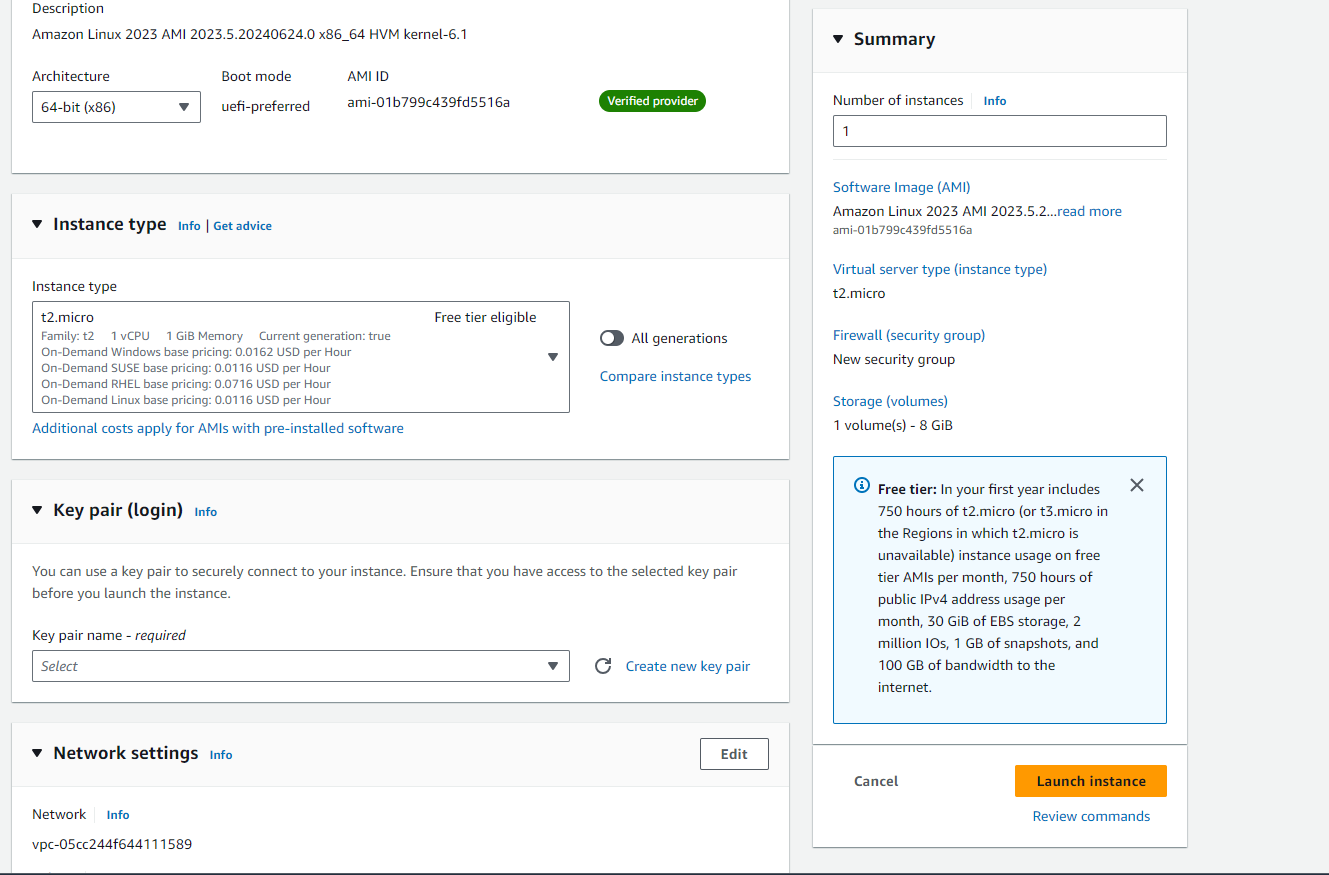 Description
Amazon Linux 2023 AMI 2023.5.20240624.0 x86_64 HVM kernel-6.1
Architecture
Boot mode
AMI ID
64-bit (x86)
uefi-preferred
ami-01b799c439fd5516a
Verified provider
Instance type
Info | Get advice
Instance type
t2.micro
Free tier eligible
Family: t2 1 vCPU 1 GiB Memory Current generation: true
On-Demand Windows base pricing: 0.0162 USD per Hour
On-Demand SUSE base pricing: 0.0116 USD per Hour
On-Demand RHEL base pricing: 0.0716 USD per Hour
On-Demand Linux base pricing: 0.0116 USD per Hour
All generations
Compare instance types
Additional costs apply for AMIs with pre-installed software
Key pair (login)
Info
You can use a key pair to securely connect to your instance. Ensure that you have access to the selected key pair
before you launch the instance.
Key pair name - required
Select
Create new key pair
Network settings
Info
Edit
Network
Info
vpc-05cc244f644111589
Summary
Number of instances
Info
1
Software Image (AMI)
Amazon Linux 2023 AMI 2023.5.2...read more
ami-01b799c439fd5516a
Virtual server type (instance type)
t2.micro
Firewall (security group)
New security group
Storage (volumes)
1 volume(s) - 8 GiB
Free tier: In your first year includes
750 hours of t2.micro (or t3.micro in
the Regions in which t2.micro is
unavailable) instance usage on free
tier AMIs per month, 750 hours of
public IPv4 address usage per
month, 30 GiB of EBS storage, 2
million IOs, 1 GB of snapshots, and
100 GB of bandwidth to the
internet.
Cancel
Launch instance
Review commands